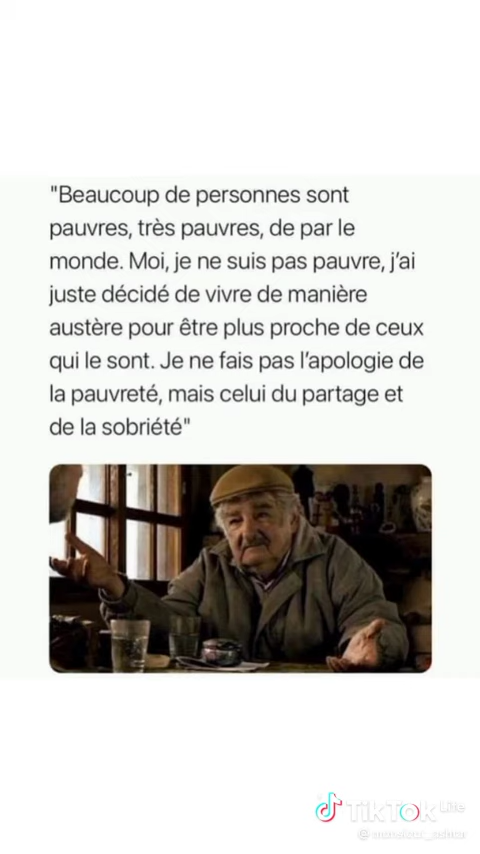 "Beaucoup de personnes sont
pauvres, très pauvres, de par le
monde. Moi, je ne suis pas pauvre, j'ai
juste décidé de vivre de manière
austère pour être plus proche de ceux
qui le sont. Je ne fais pas l'apologie de
la pauvreté, mais celui du partage et
de la sobriété"
TikTok Lite